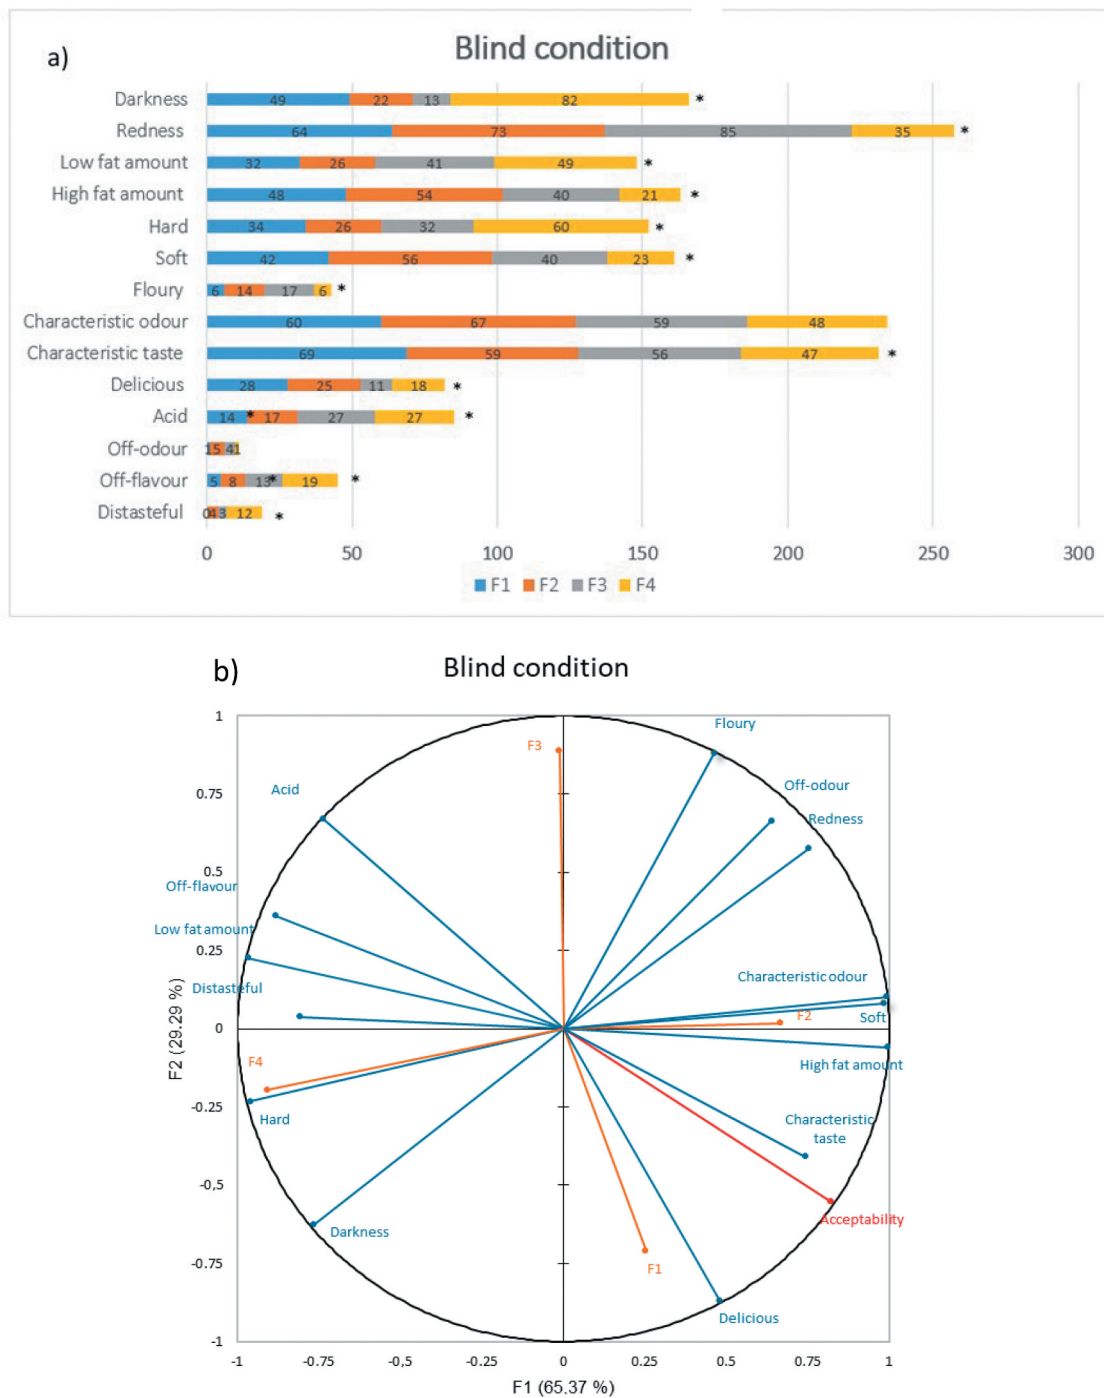 a)
Blind condition
Darkness 49 22 13 82 *
Redness 64 73 85 35 *
Low fat amount 32 26 41 49 *
High fat amount 48 54 40 21 *
Hard 34 26 32 60 *
Soft 42 56 40 23 *
Floury 6 14 17 6 *
Characteristic odour 60 67 59 48
Characteristic taste 69 59 56 47 *
Delicious 28 25 11 18 *
Acid 14 * 17 27 27 *
Off-odour 1 5 4 1
Off-flavour 5 8 13 * 19 *
Distasteful 0 4 3 12 *
0 50 100 150 200 250 300
F1 F2 F3 F4
b)
Blind condition
1
Floury
F3
Off-odour
Acid
0.75
Redness
0.5
Off-flavour
Low fat amount
0.25
Characteristic odour
Distasteful
F2 (29.29 %)
0
F2
Soft
F4
High fat amount
-0.25
Hard
Characteristic
taste
-0.5
Acceptability
Darkness
-0.75
F1
Delicious
-1
-1 -0.75 -0,5 -0.25 0 0.25 0.5 0.75 1
F1 (65.37 %)